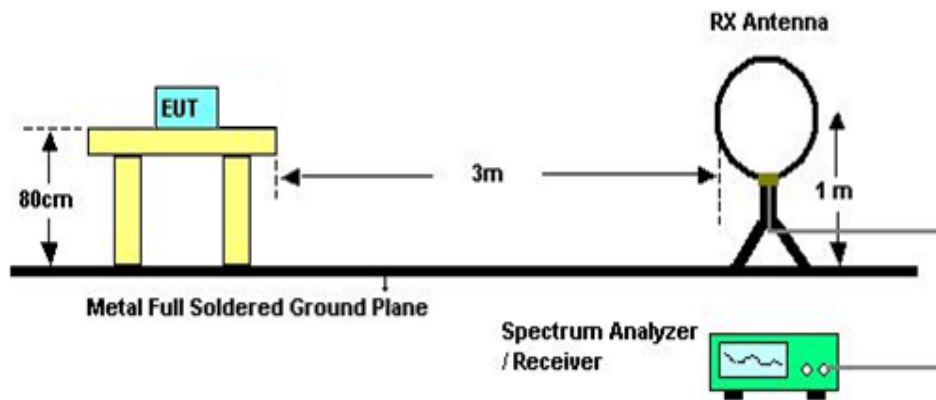 RX Antenna
EUT
3m
80cm
1 m
Metal Full Soldered Ground Plane
Spectrum Analyzer
/ Receiver